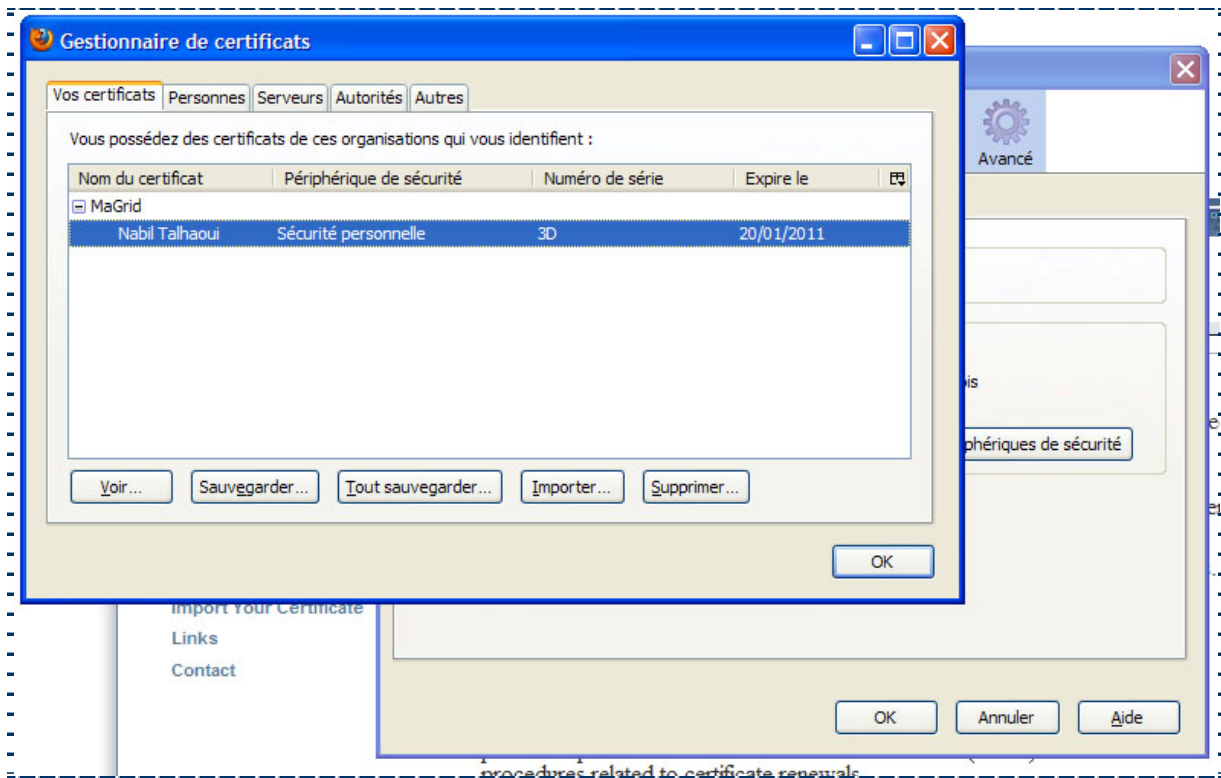 Gestionnaire de certificats
Vos certificats Personnes Serveurs Autorités Autres
Avancé
Vous possédez des certificats de ces organisations qui vous identifient :
Nom du certificat Périphérique de sécurité Numéro de série Expire le
MaGrid
Nabil Talhaoui Sécurité personnelle 3D 20/01/2011
phériques de sécurité
Voir... Sauvegarder... Tout sauvegarder... Importer... Supprimer...
OK
Import Your Certificate
Links
Contact
OK Annuler Aide
procedures related to certificate renewals